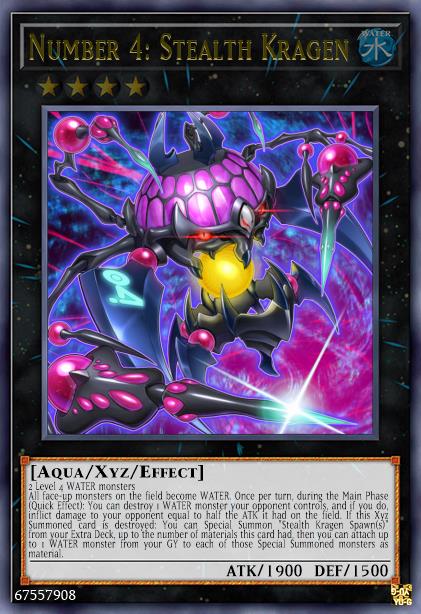 NUMBER 4: STEALTH KRAGEN
WATER
水
04
[AQUA/XYZ/EFFECT]
2 Level 4 WATER monsters
All face-up monsters on the field become WATER. Once per turn, during the Main Phase
(Quick Effect): You can destroy 1 WATER monster your opponent controls, and if you do,
inflict damage to your opponent equal to half the ATK it had on the field. If this Xyz
Summoned card is destroyed: You can Special Summon "Stealth Kragen Spawn(s)"
from your Extra Deck, up to the number of materials this card had, then you can attach
up to 1 WATER monster from your GY to each of those Special Summoned monsters as
material.
ATK/1900 DEF/1500
67557908